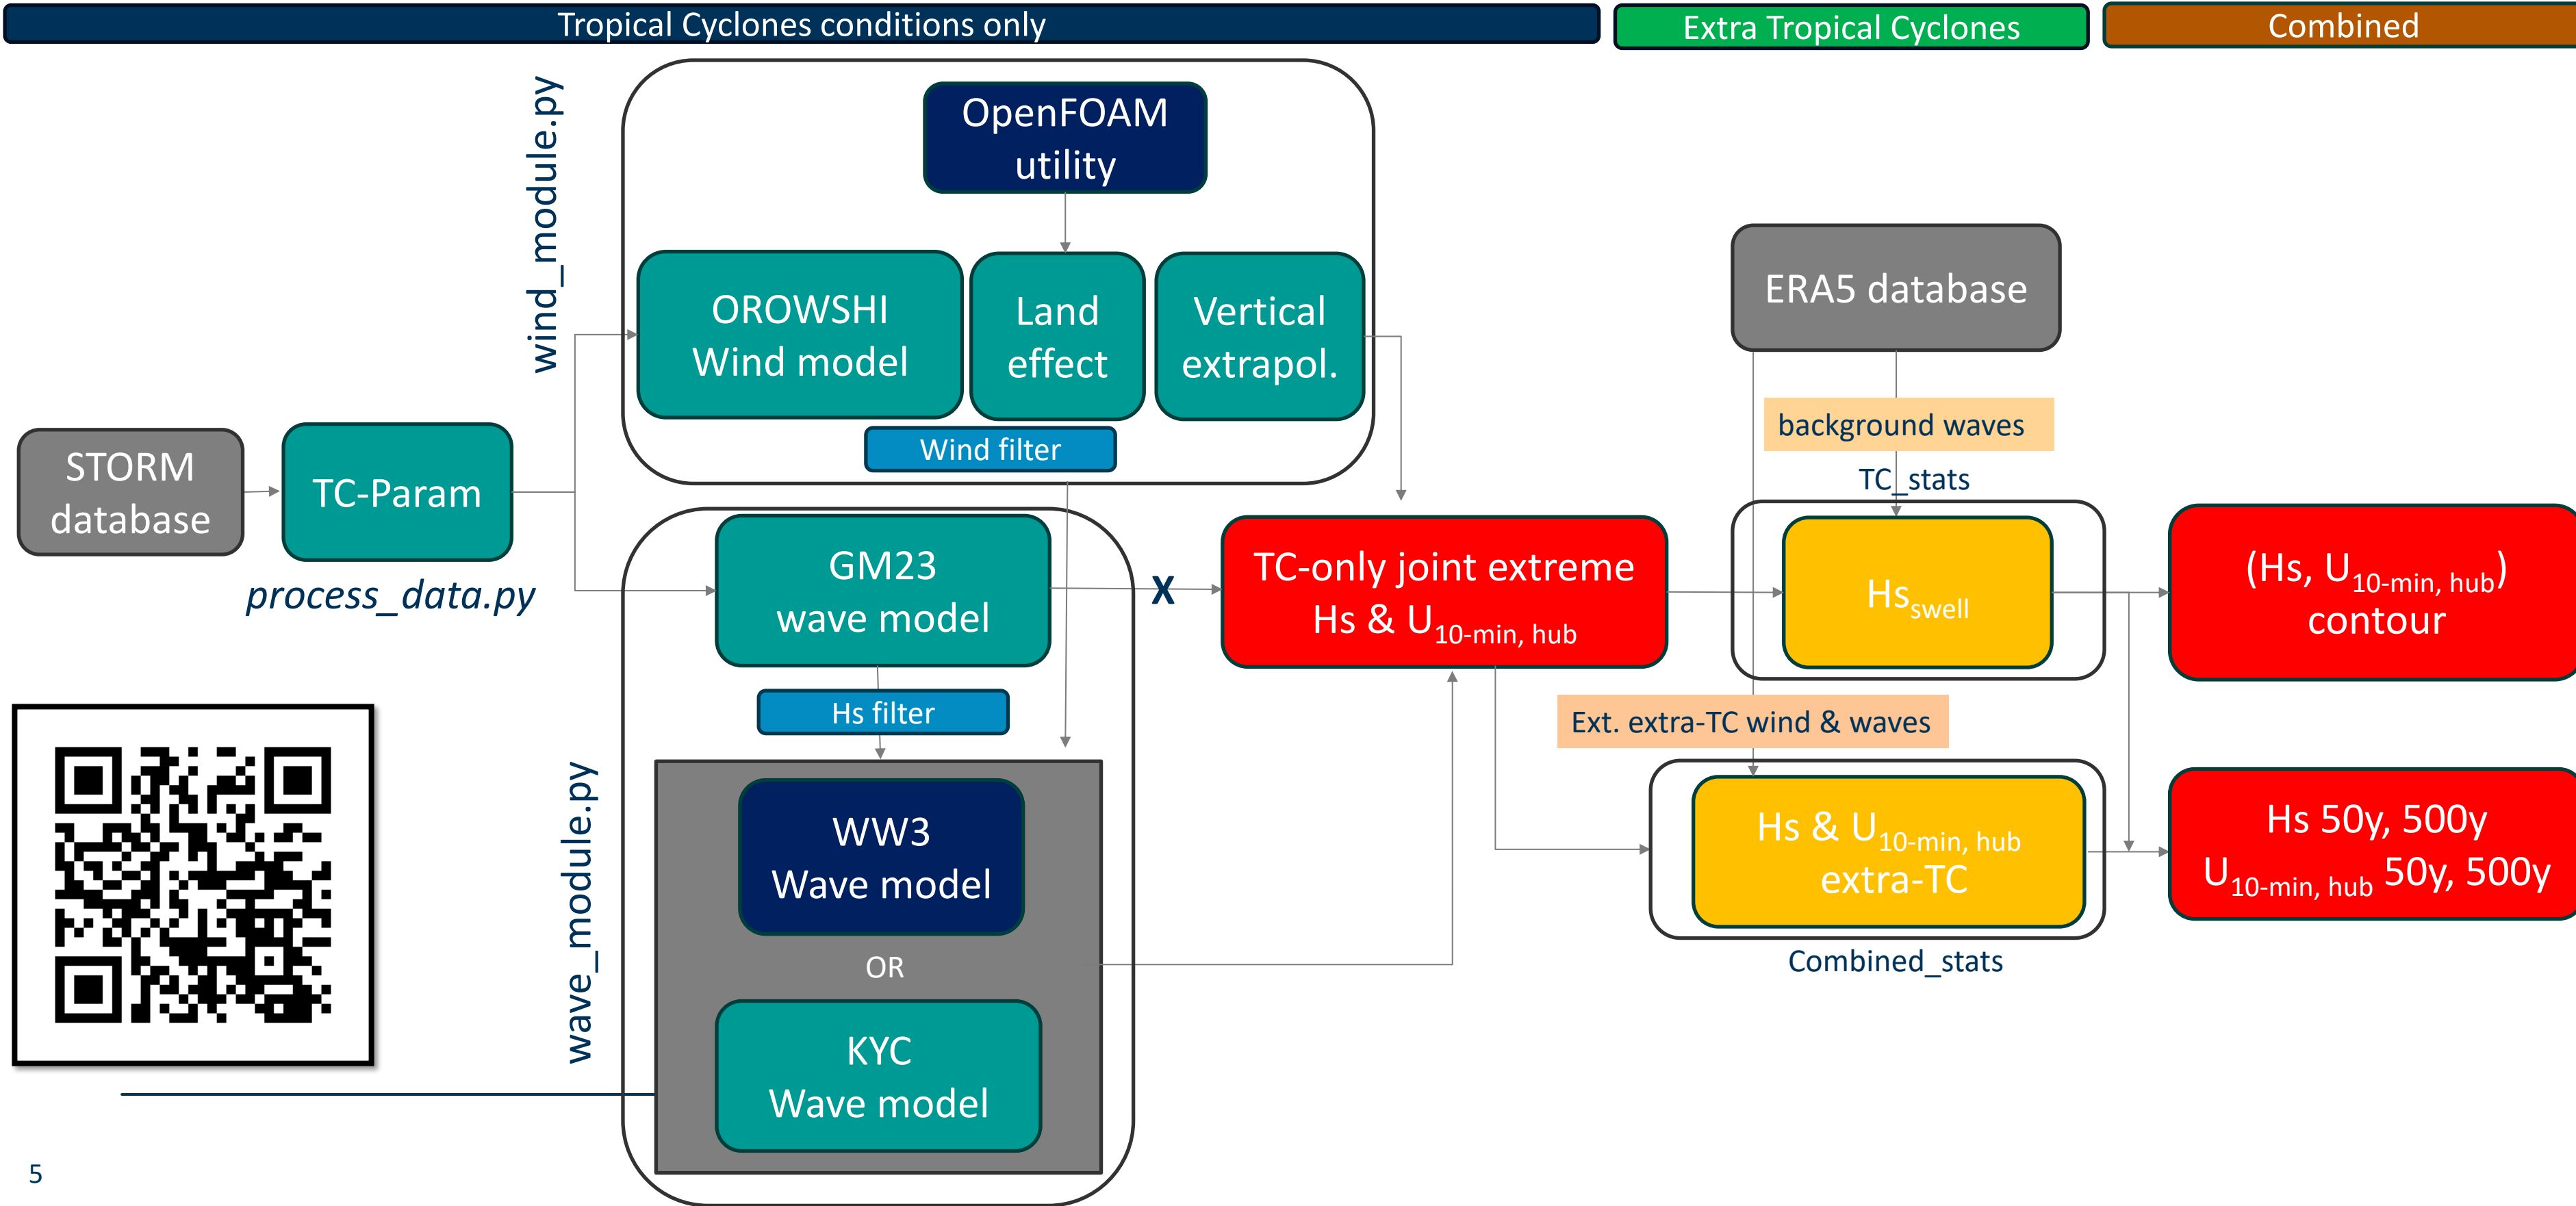 Tropical Cyclones conditions only
Extra Tropical Cyclones
Combined
wind_module.py
OpenFOAM
utility
OROWSHI
Wind model
Land
effect
Vertical
extrapol.
Wind filter
STORM
database
TC-Param
process_data.py
wave_module.py
GM23
wave model
X
Hs filter
WW3
Wave model
OR
KYC
Wave model
TC-only joint extreme
Hs & U10-min, hub
ERA5 database
background waves
TC_stats
Hsswell
Ext. extra-TC wind & waves
Hs & U10-min, hub
extra-TC
Combined_stats
(Hs, U10-min, hub)
contour
Hs 50y, 500y
U10-min, hub 50y, 500y
5